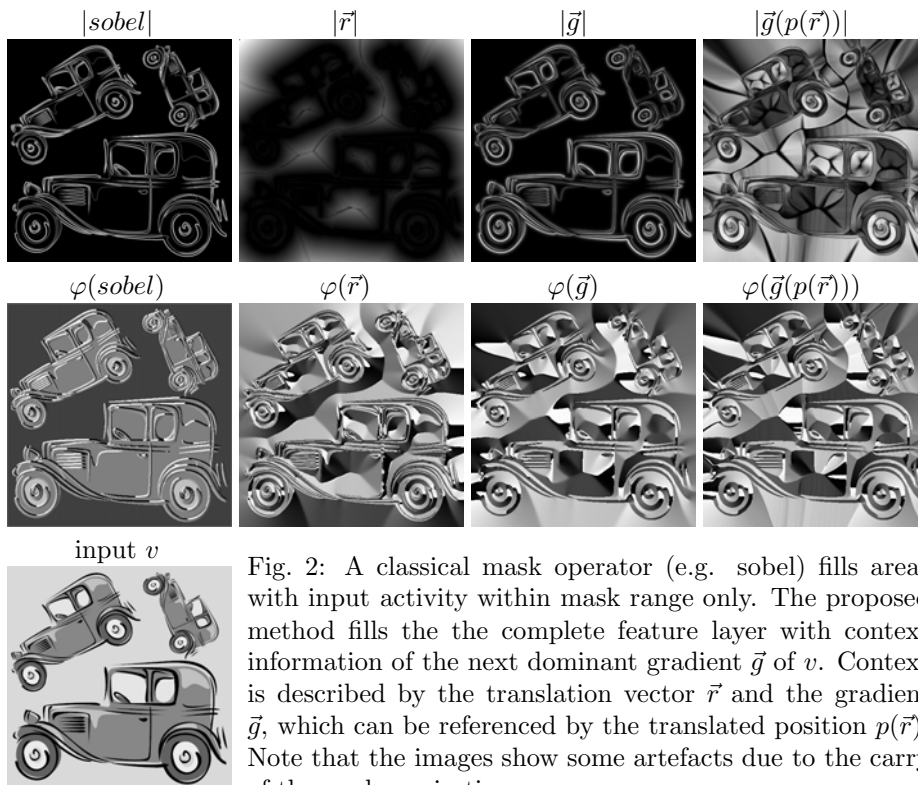 |sobel| |r⃗| |g⃗| |g⃗(p(r⃗))|
φ(sobel) φ(r⃗) φ(g⃗) φ(g⃗(p(r⃗)))
input v
Fig. 2: A classical mask operator (e.g. sobel) fills area
with input activity within mask range only. The propose
method fills the the complete feature layer with contex
information of the next dominant gradient g⃗ of v. Contex
is described by the translation vector r⃗ and the gradien
g⃗, which can be referenced by the translated position p(r⃗)
Note that the images show some artefacts due to the carry